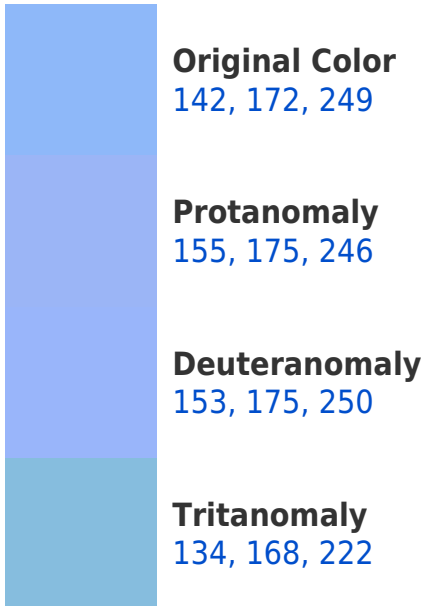 Original Color
142, 172, 249
Protanomaly
155, 175, 246
Deuteranomaly
153, 175, 250
Tritanomaly
134, 168, 222